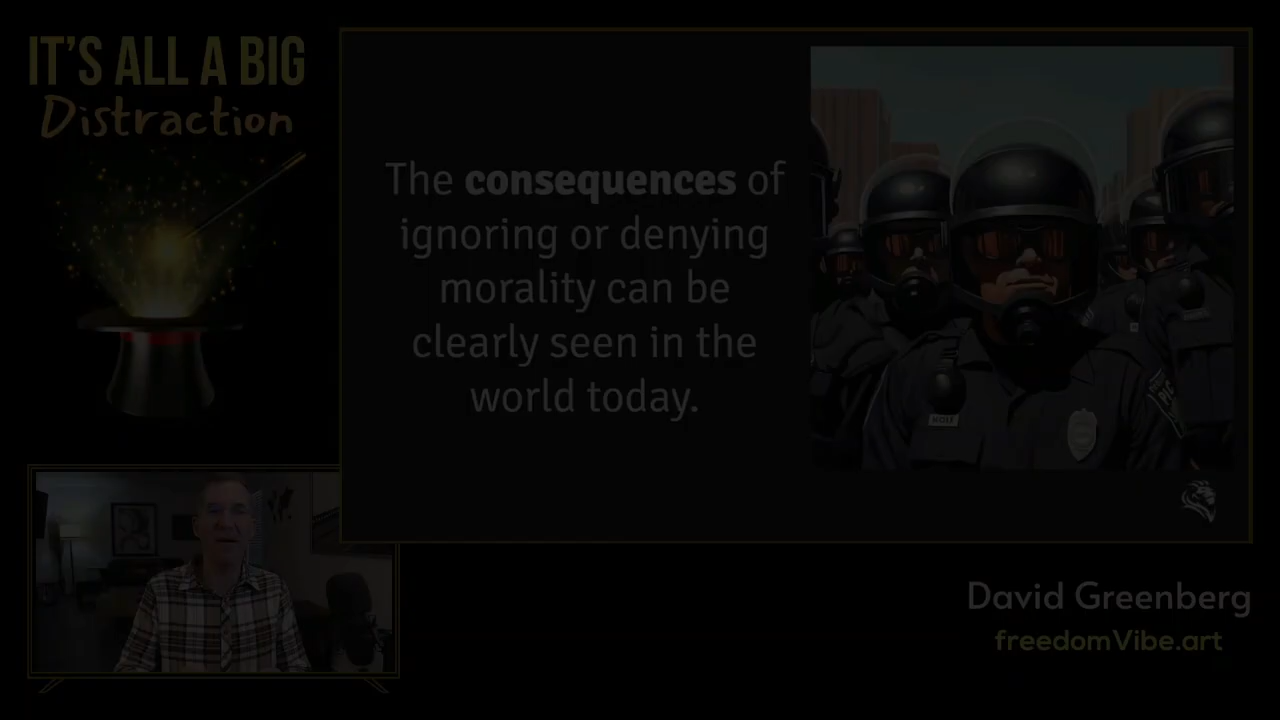 IT'S ALL A BIG
Distraction
The consequences of
ignoring or denying
morality can be
clearly seen in the
world today.
David Greenberg
freedomVibe.art